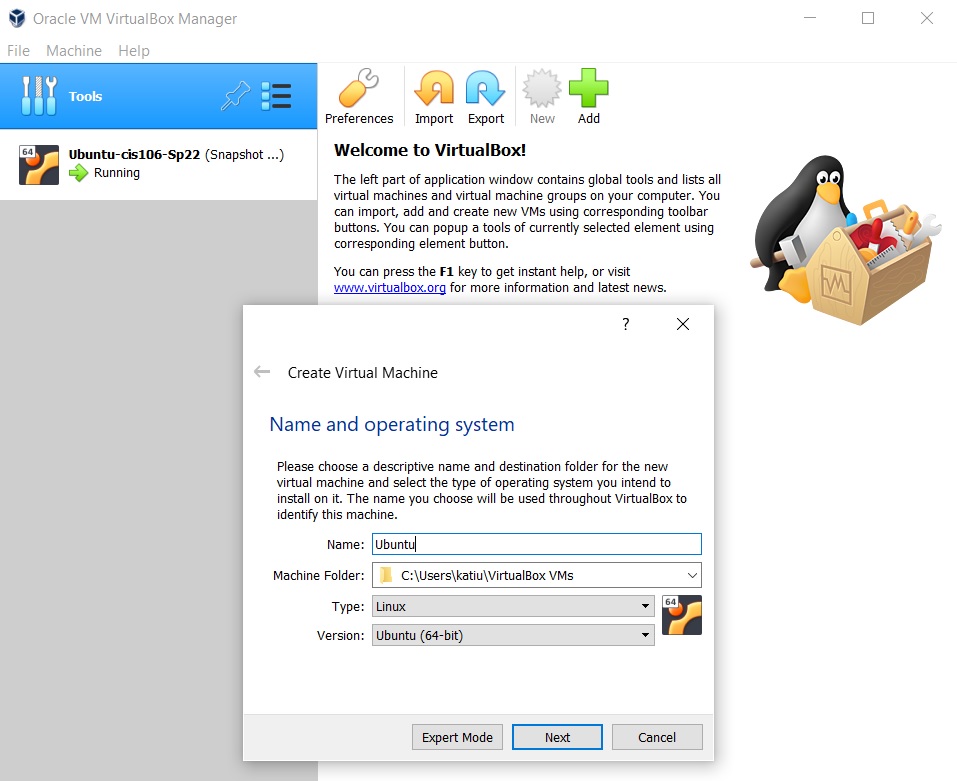 Oracle VM VirtualBox Manager
File Machine Help
Tools
Preferences Import Export New Add
64
Ubuntu-cis106-Sp22 (Snapshot ...)
Running
Welcome to VirtualBox!
The left part of application window contains global tools and lists all
virtual machines and virtual machine groups on your computer. You
can import, add and create new VMs using corresponding toolbar
buttons. You can popup a tools of currently selected element using
corresponding element button.
You can press the F1 key to get instant help, or visit
www.virtualbox.org for more information and latest news.
?
Create Virtual Machine
Name and operating system
Please choose a descriptive name and destination folder for the new
virtual machine and select the type of operating system you intend to
install on it. The name you choose will be used throughout VirtualBox to
identify this machine.
Name: Ubuntu
Machine Folder: C:\Users\katiu\VirtualBox VMs
Type: Linux
64
Version: Ubuntu (64-bit)
Expert Mode Next Cancel